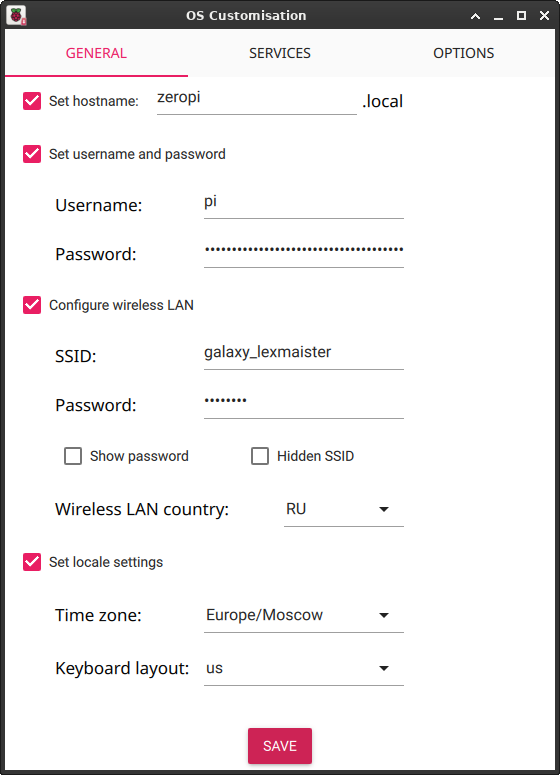 OS Customisation
GENERAL SERVICES OPTIONS
Set hostname: zeropi .local
Set username and password
Username: pi
Password: •••••••••••••••••••••••••••••••••••••
Configure wireless LAN
SSID: galaxy_lexmaister
Password: ••••••••
Show password Hidden SSID
Wireless LAN country: RU
Set locale settings
Time zone: Europe/Moscow
Keyboard layout: us
SAVE